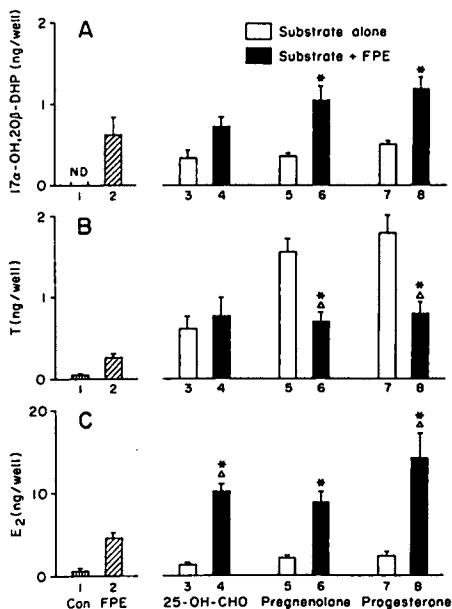 A
17α-OH,20β-DHP (ng/well)
2
1
0
ND
1 2
Substrate alone
Substrate + FPE
* *
3 4 5 6 7 8
B
T (ng/well)
2
1
0
1 2
* *
Δ Δ
3 4 5 6 7 8
C
E2 (ng/well)
20
10
0
1 2
Con FPE
* * *
Δ Δ
3 4 5 6 7 8
25-OH-CHO Pregnenolone Progesterone